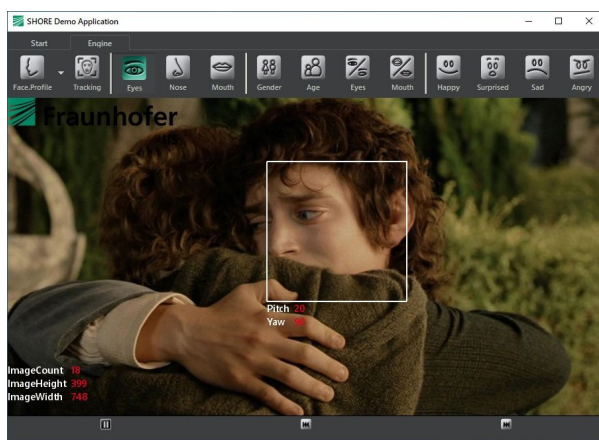 SHORE Demo Application
Start Engine
Face.Profile Tracking Eyes Nose Mouth Gender Age Eyes Mouth Happy Surprised Sad Angry
Fraunhofer
Pitch 20
Yaw
ImageCount 18
ImageHeight 399
ImageWidth 748